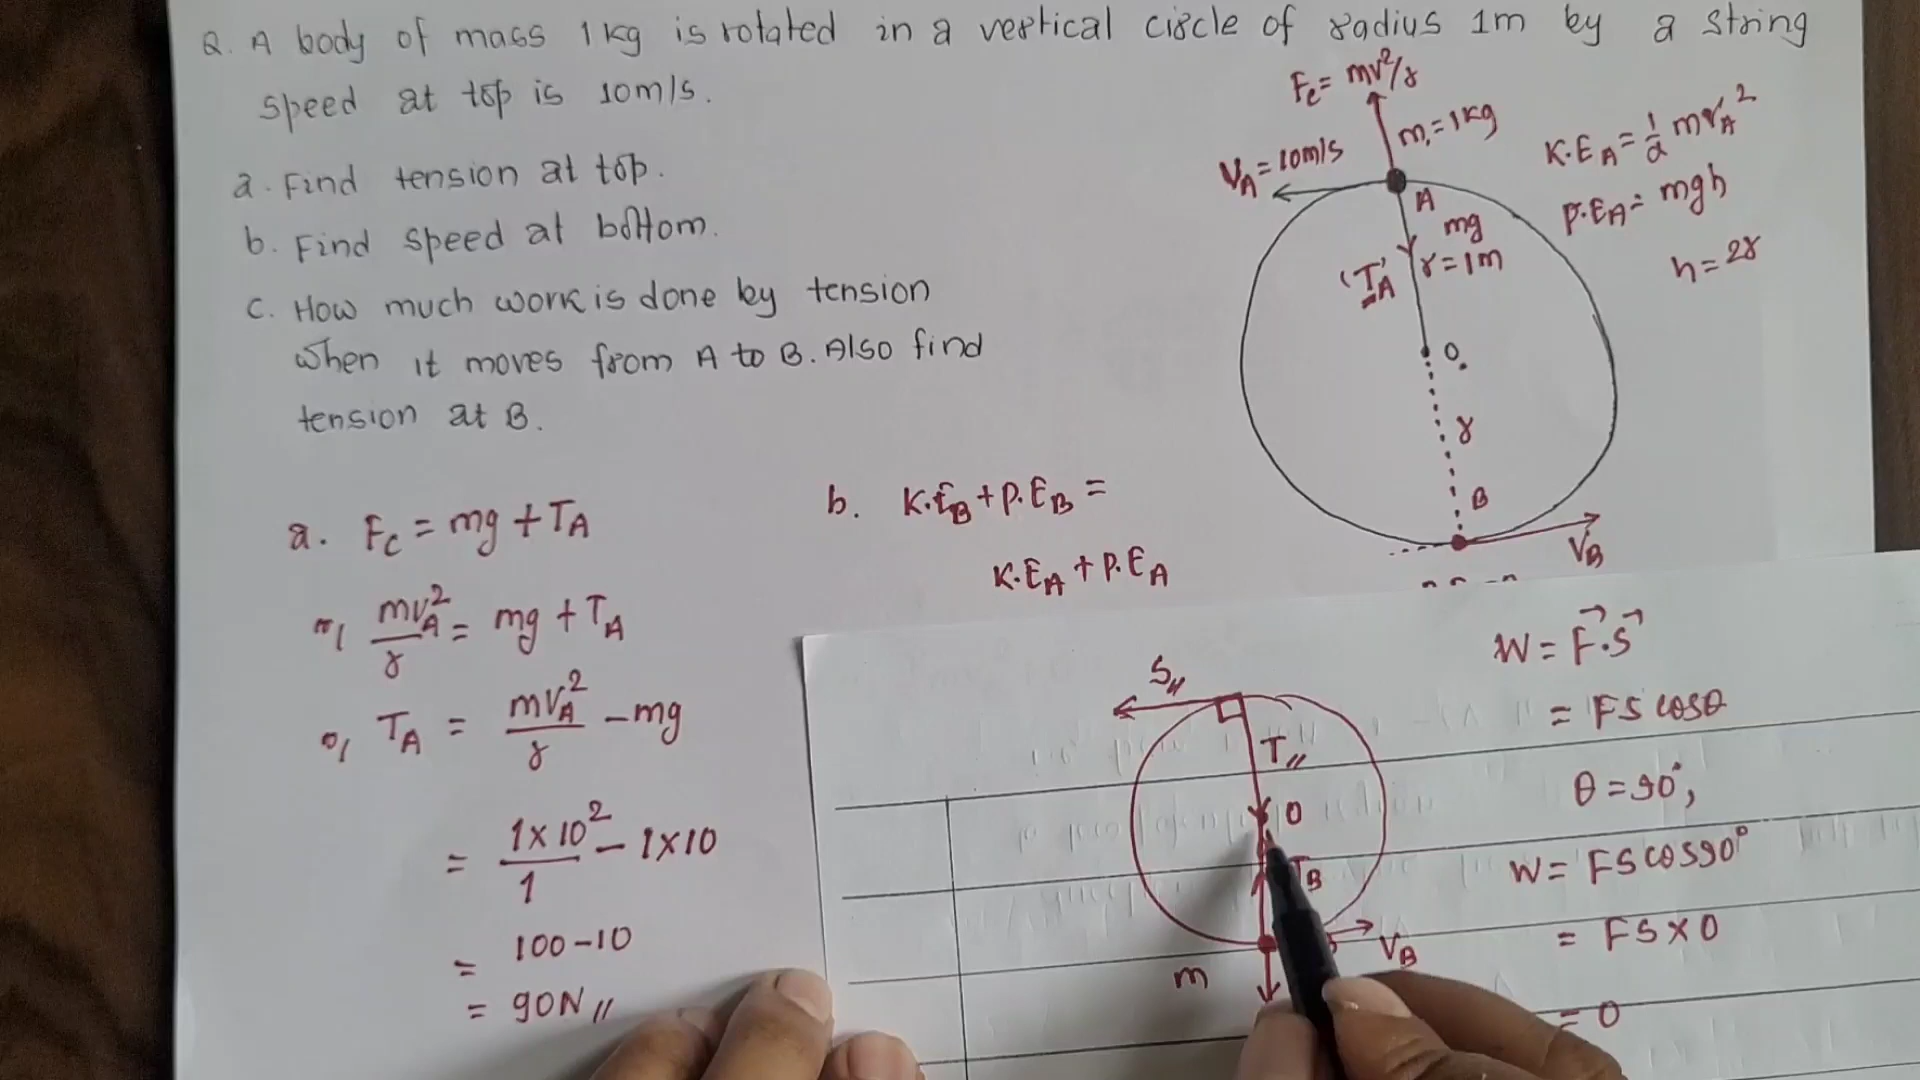 Q. A body of mass 1kg is rotated in a vertical circle of radius 1m by a string
speed at top is 10m/s.
a. Find tension at top.
b. Find speed at bottom.
c. How much work is done by tension
when it moves from A to B. Also find
tension at B.
Fc = mv²/r
m = 1kg
VA = 10m/s
A
mg
(TA)
r = 1m
O.
r
B
VB
K.EA = 1/2 mvA²
P.EA = mgh
h = 2r
a. Fc = mg + TA
or, mvA²/r = mg + TA
or, TA = mvA²/r - mg
= 1×10²/1 - 1×10
= 100-10
= 90N //
b. K.EB + P.EB =
K.EA + P.EA
S//
T//
O
TB
VB
m
W = F⃗.S⃗
= FS cosθ
θ = 90°,
W = FS cos90°
= FS × 0
= 0